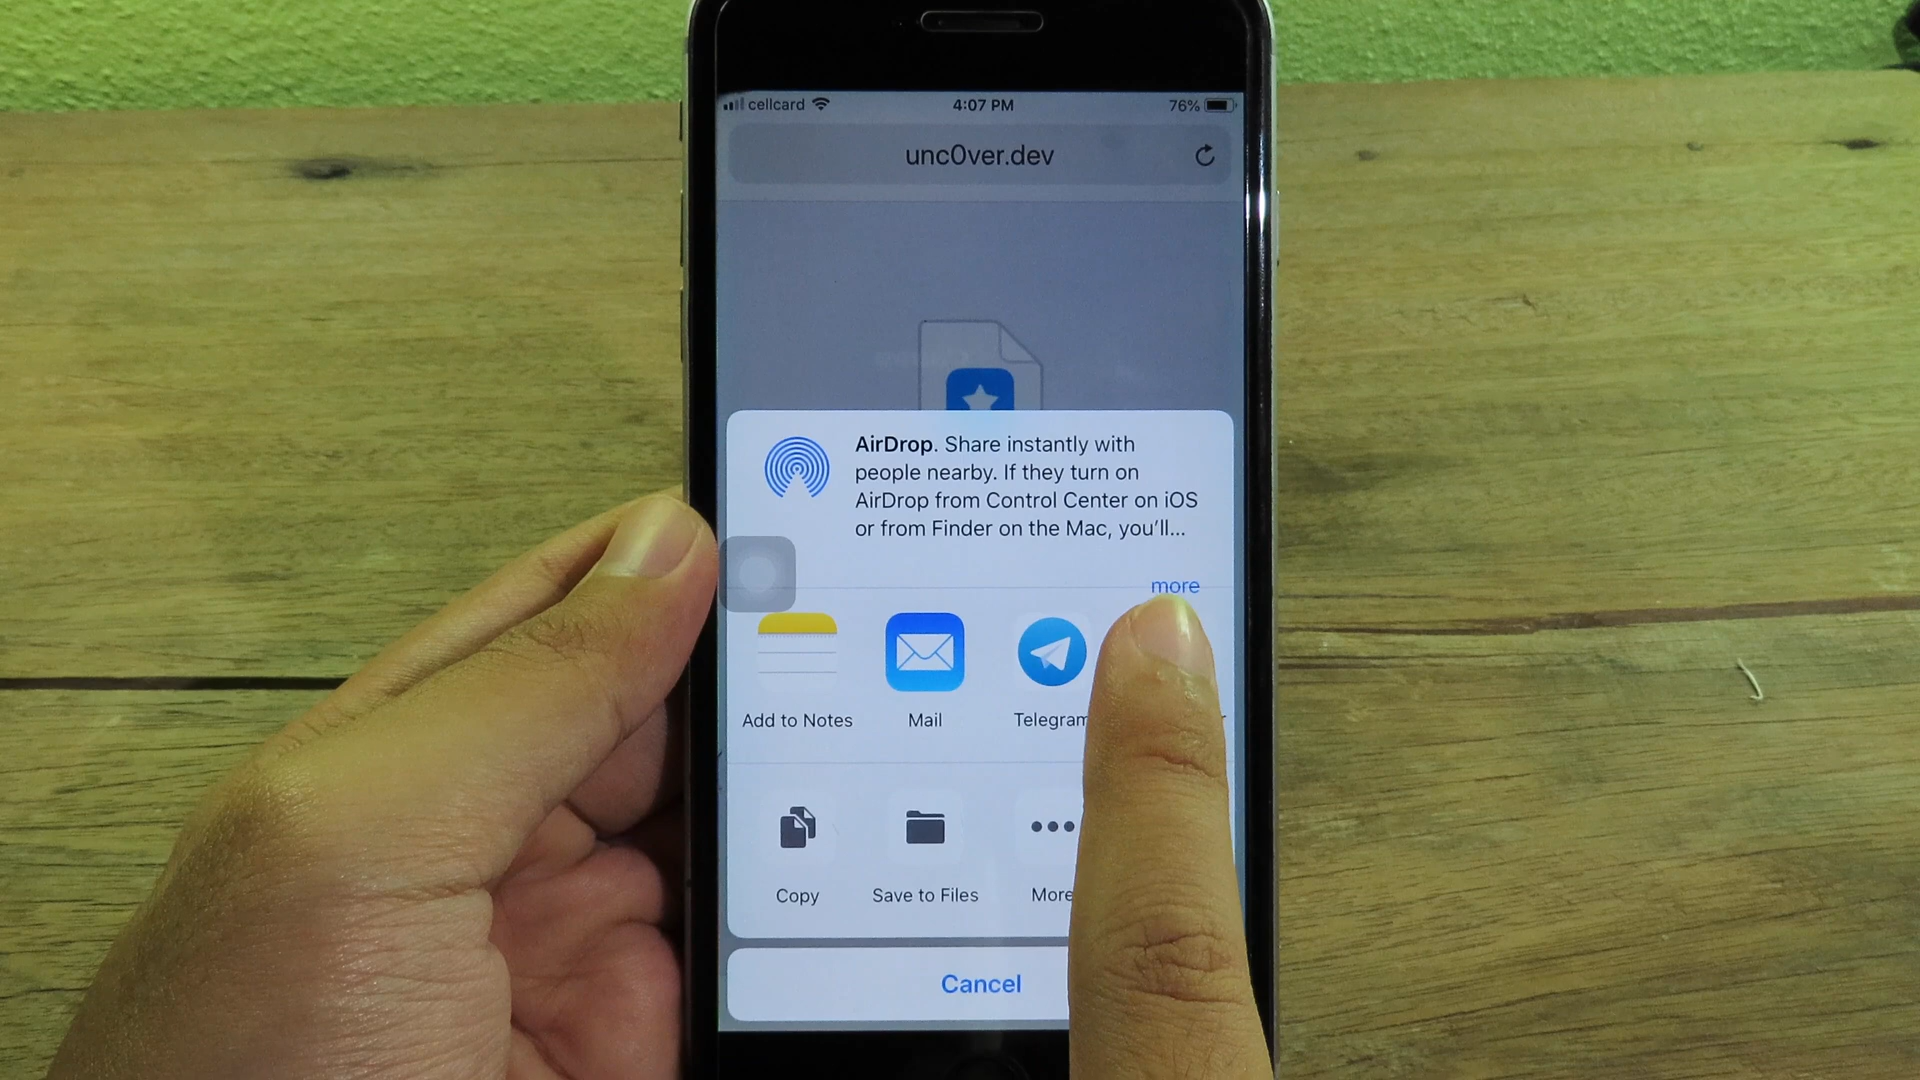 cellcard 4:07 PM 76%
unc0ver.dev
AirDrop. Share instantly with
people nearby. If they turn on
AirDrop from Control Center on iOS
or from Finder on the Mac, you'll...
more
Add to Notes Mail Telegram
Copy Save to Files More
Cancel